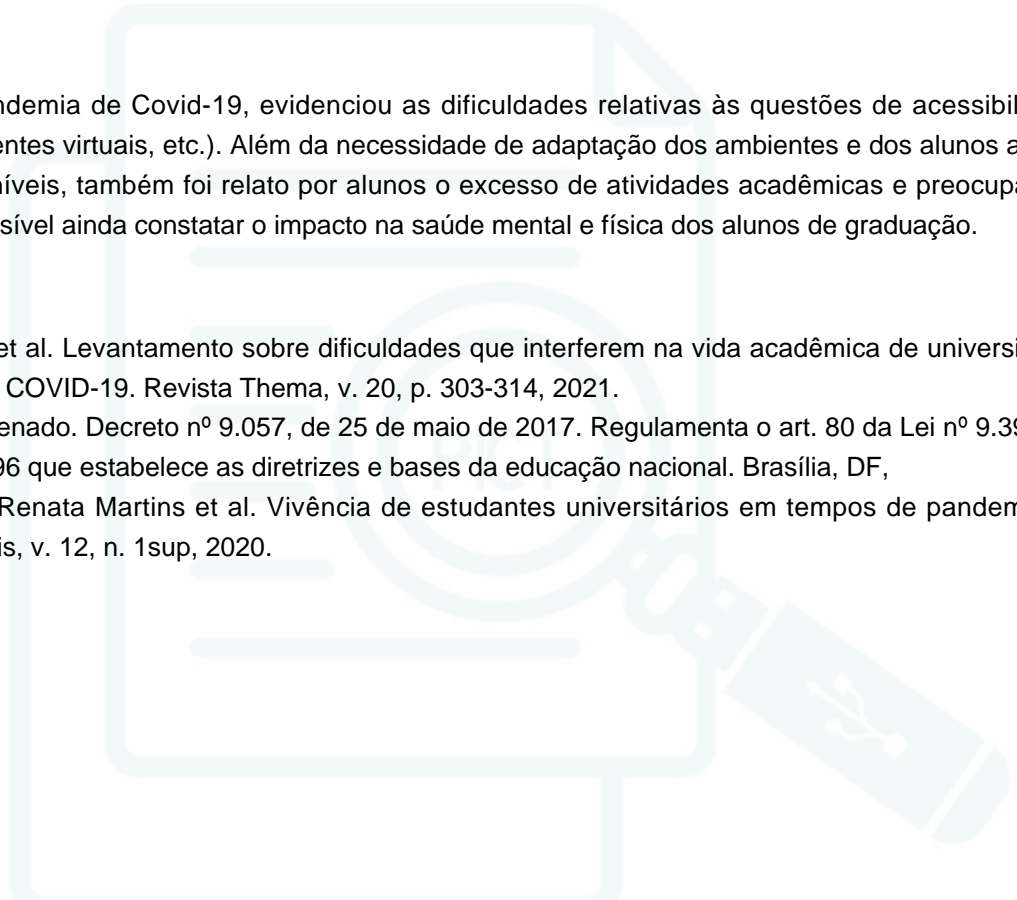 ndemia de Covid-19, evidenciou as dificuldades relativas às questões de acessibil
entes virtuais, etc.). Além da necessidade de adaptação dos ambientes e dos alunos a
níveis, também foi relato por alunos o excesso de atividades acadêmicas e preocupa
sível ainda constatar o impacto na saúde mental e física dos alunos de graduação.
et al. Levantamento sobre dificuldades que interferem na vida acadêmica de universi
COVID-19. Revista Thema, v. 20, p. 303-314, 2021.
enado. Decreto nº 9.057, de 25 de maio de 2017. Regulamenta o art. 80 da Lei nº 9.39
96 que estabelece as diretrizes e bases da educação nacional. Brasília, DF,
Renata Martins et al. Vivência de estudantes universitários em tempos de pandem
is, v. 12, n. 1sup, 2020.